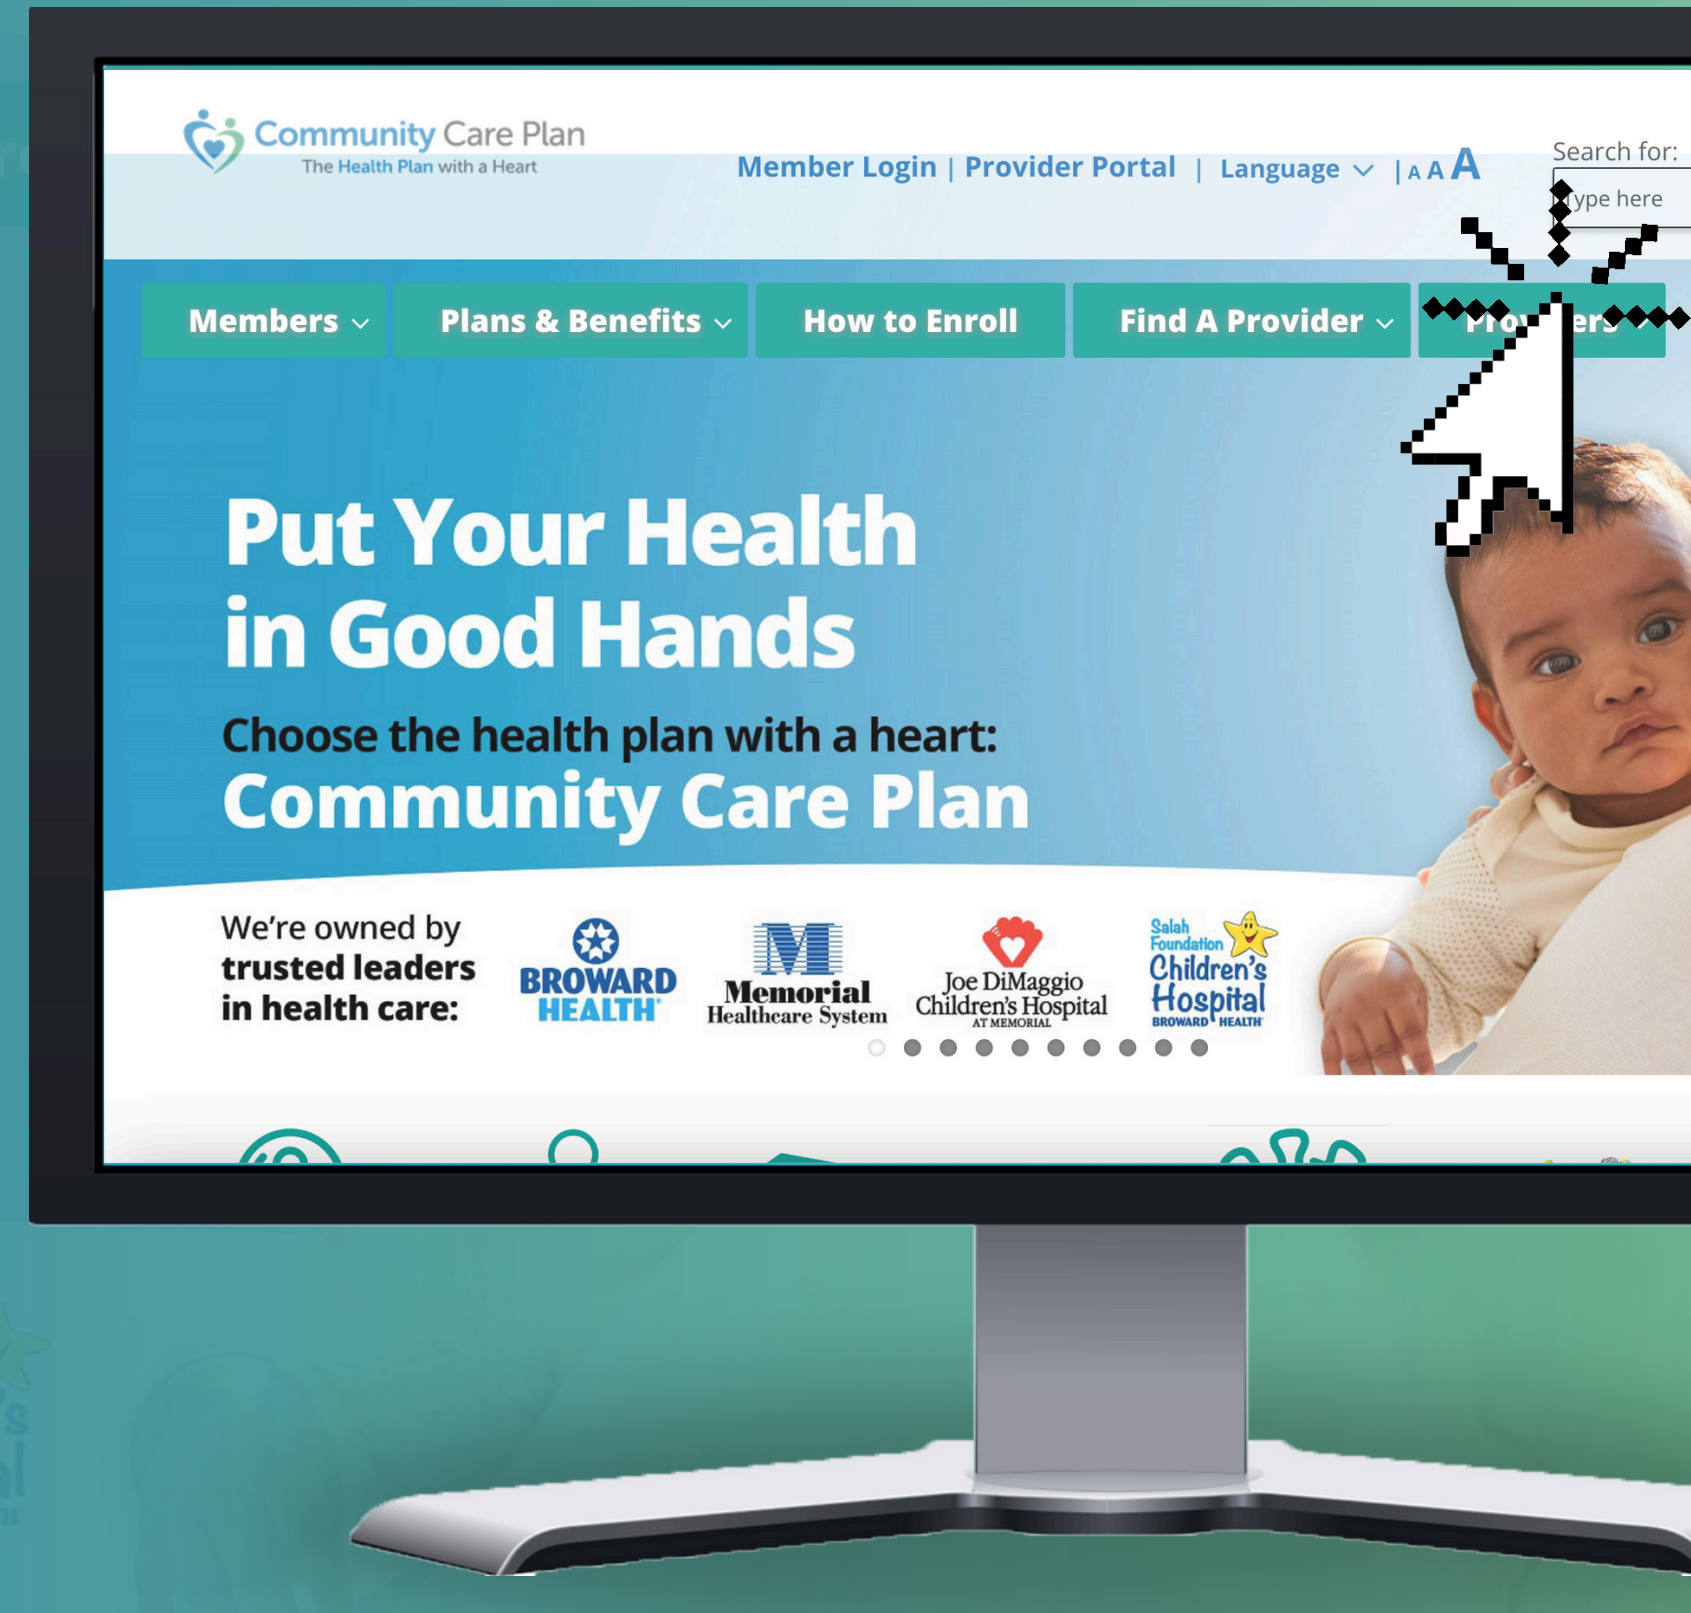 Community Care Plan
The Health Plan with a Heart
Member Login | Provider Portal | Language | A A A
Search for:
Type here
Members
Plans & Benefits
How to Enroll
Find A Provider
Providers
Put Your Health
in Good Hands
Choose the health plan with a heart:
Community Care Plan
We're owned by
trusted leaders
in health care:
BROWARD
HEALTH
Memorial
Healthcare System
Joe DiMaggio
Children's Hospital
AT MEMORIAL
Salah
Foundation
Children's
Hospital
BROWARD HEALTH